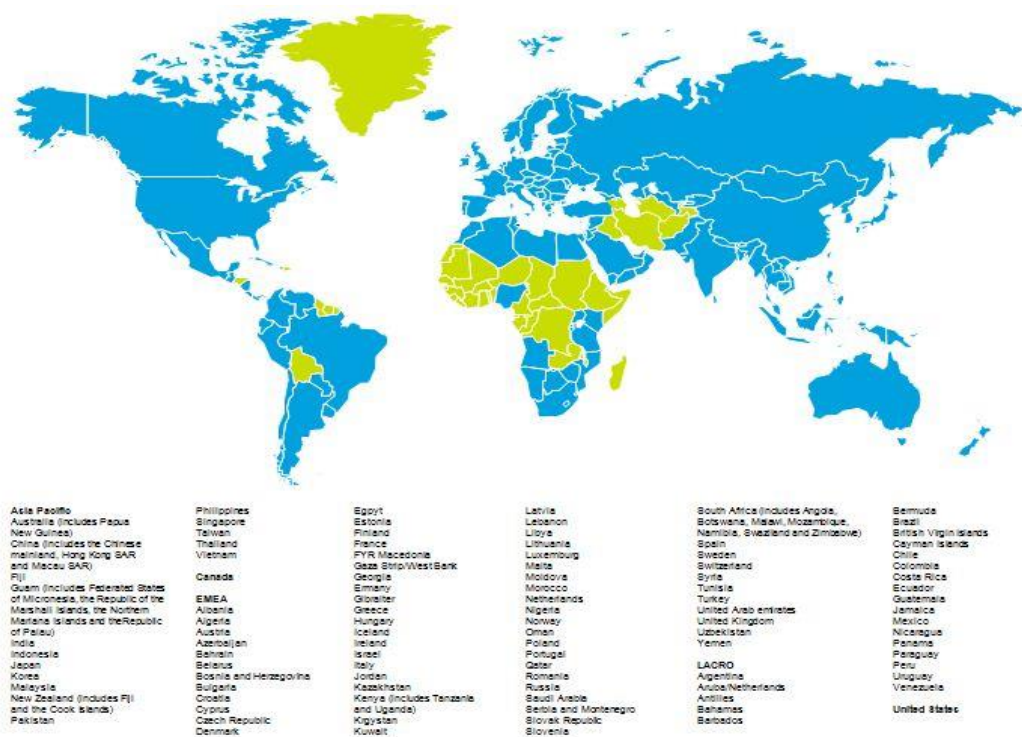 Asia Pacific
Australia (Includes Papua
New Guinea)
China (Includes the Chinese
mainland, Hong Kong SAR
and Macau SAR)
Fiji
Guam (Includes Federated States
of Micronesia, the Republic of the
Marshall Islands, the Northern
Mariana Islands and theRepublic
of Palau)
India
Indonesia
Japan
Korea
Malaysia
New Zealand (Includes Fiji
and the Cook Islands)
Pakistan
Philippines
Singapore
Taiwan
Thailand
Vietnam
Canada
EMEA
Albania
Algeria
Austria
Azerbaijan
Bahrain
Belarus
Bosnia and Herzegovina
Bulgaria
Croatia
Cyprus
Czech Republic
Denmark
Egpyt
Estonia
Finland
France
FYR Macedonia
Gaza Strip/West Bank
Georgia
Ermany
Gibralter
Greece
Hungary
Iceland
Ireland
Israel
Italy
Jordan
Kazakhstan
Kenya (Includes Tanzania
and Uganda)
Krgystan
Kuwait
Latvia
Lebanon
Libya
Lithuania
Luxemburg
Malta
Moldova
Morocco
Netherlands
Nigeria
Norway
Oman
Poland
Portugal
Qatar
Romania
Russia
Saudi Arabia
Serbia and Montenegro
Slovak Republic
Slovenia
South Africa (Includes Angola,
Botswana, Malawi, Mozambique,
Namibia, Swaziland and Zimbabwe)
Spain
Sweden
Switzerland
Syria
Tunisia
Turkey
United Arab emirates
United Kingdom
Uzbekistan
Yemen
LACRO
Argentina
Aruba/Netherlands
Antilles
Bahamas
Barbados
Bermuda
Brazil
British Virgin Islands
Cayman Islands
Chile
Colombia
Costa Rica
Ecuador
Guatemala
Jamaica
Mexico
Nicaragua
Panama
Paraguay
Peru
Uruguay
Venezuela
United States